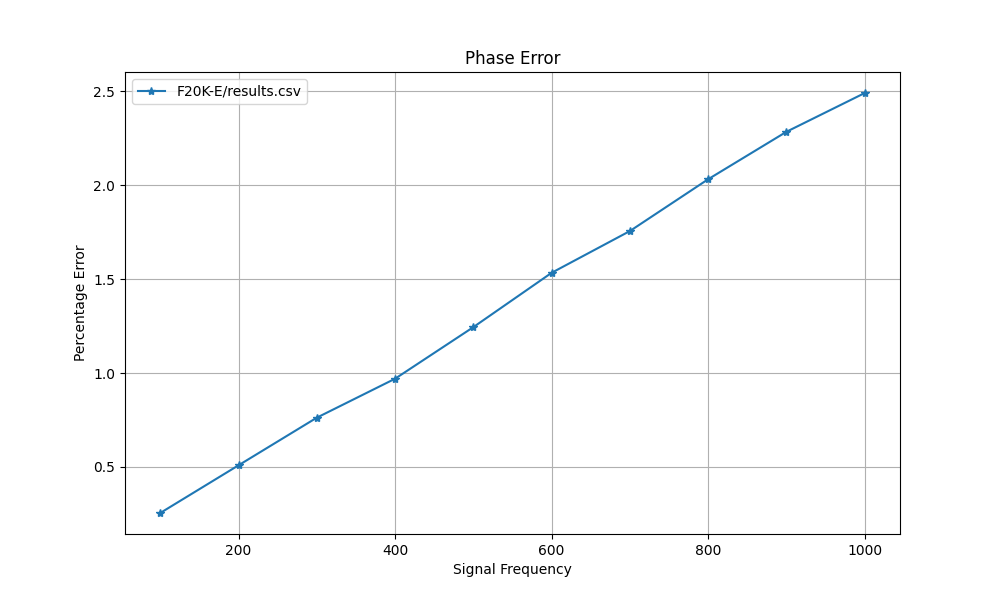 Phase Error
F20K-E/results.csv
2.5
2.0
1.5
1.0
0.5
Percentage Error
200 400 600 800 1000
Signal Frequency